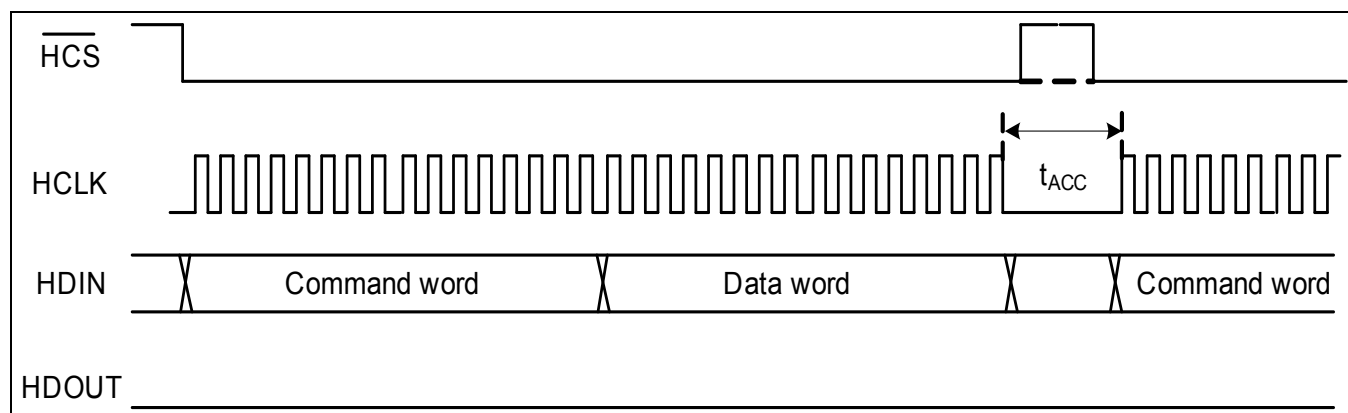 HCS
HCLK
tACC
HDIN
Command word
Data word
Command word
HDOUT